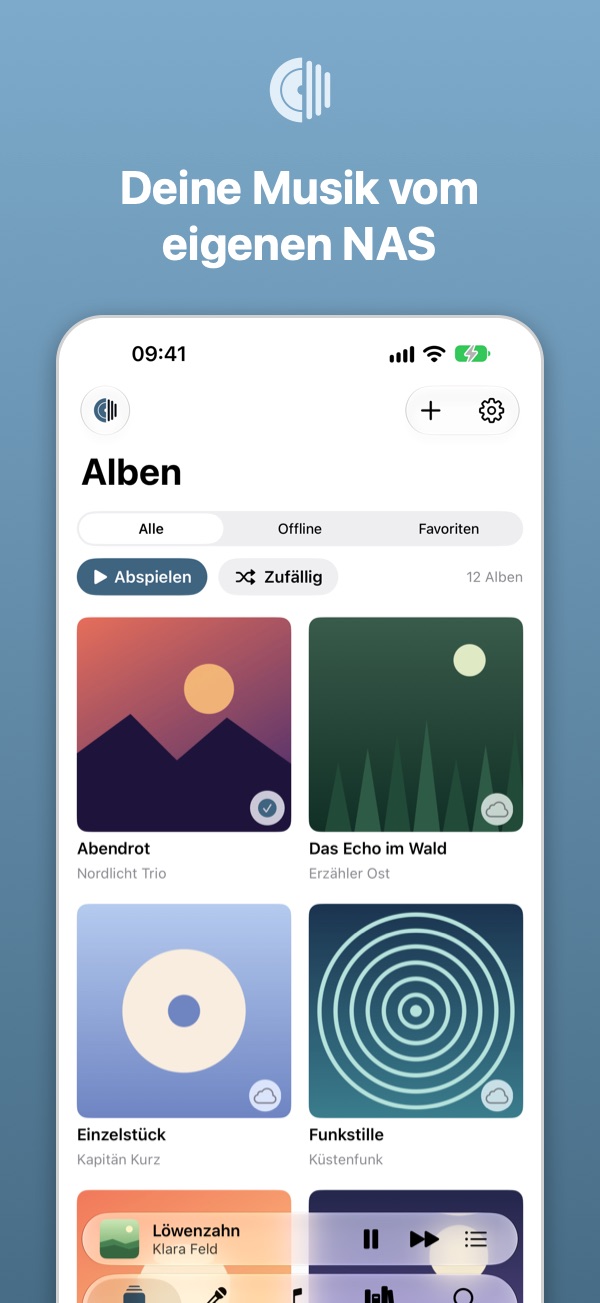 Deine Musik vom
eigenen NAS
09:41
Alben
Alle
Offline
Favoriten
Abspielen
Zufällig
12 Alben
Abendrot
Nordlicht Trio
Das Echo im Wald
Erzähler Ost
Einzelstück
Kapitän Kurz
Funkstille
Küstenfunk
Löwenzahn
Klara Feld